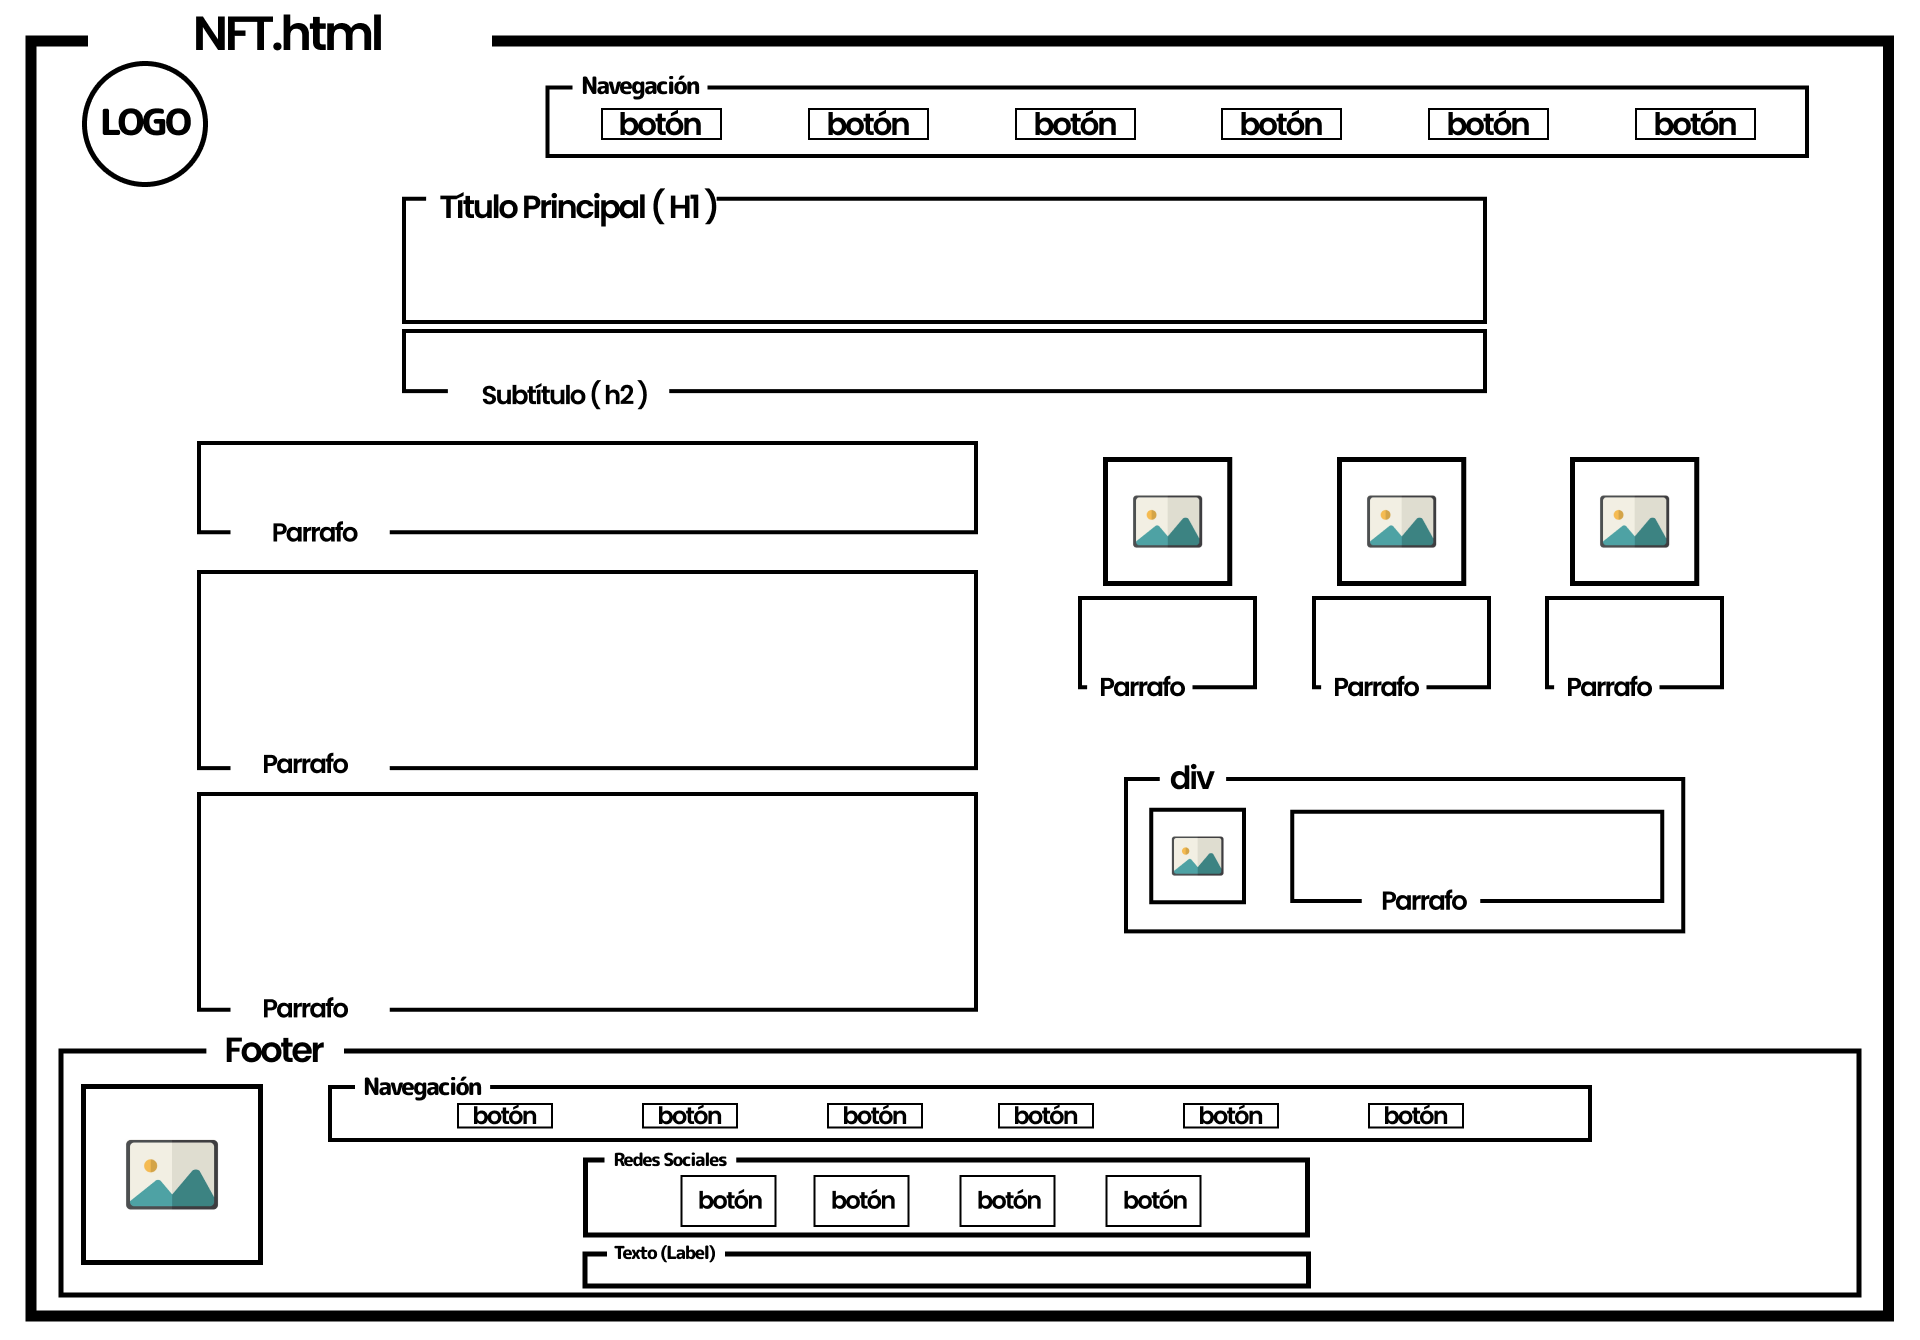 NFT.html
LOGO
Navegación
botón botón botón botón botón botón
Título Principal ( H1 )
Subtítulo ( h2 )
Parrafo
Parrafo
Parrafo
Parrafo Parrafo Parrafo
div
Parrafo
Footer
Navegación
botón botón botón botón botón botón
Redes Sociales
botón botón botón botón
Texto (Label)